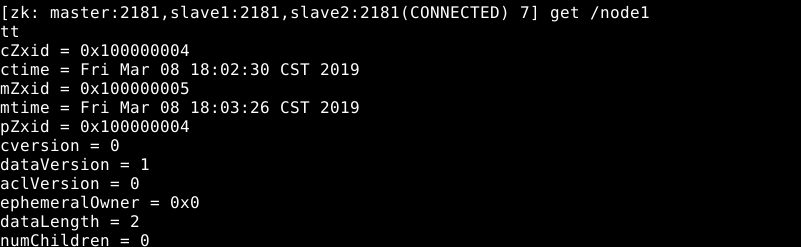 [zk: master:2181,slave1:2181,slave2:2181(CONNECTED) 7] get /node1
tt
cZxid = 0x100000004
ctime = Fri Mar 08 18:02:30 CST 2019
mZxid = 0x100000005
mtime = Fri Mar 08 18:03:26 CST 2019
pZxid = 0x100000004
cversion = 0
dataVersion = 1
aclVersion = 0
ephemeralOwner = 0x0
dataLength = 2
numChildren = 0